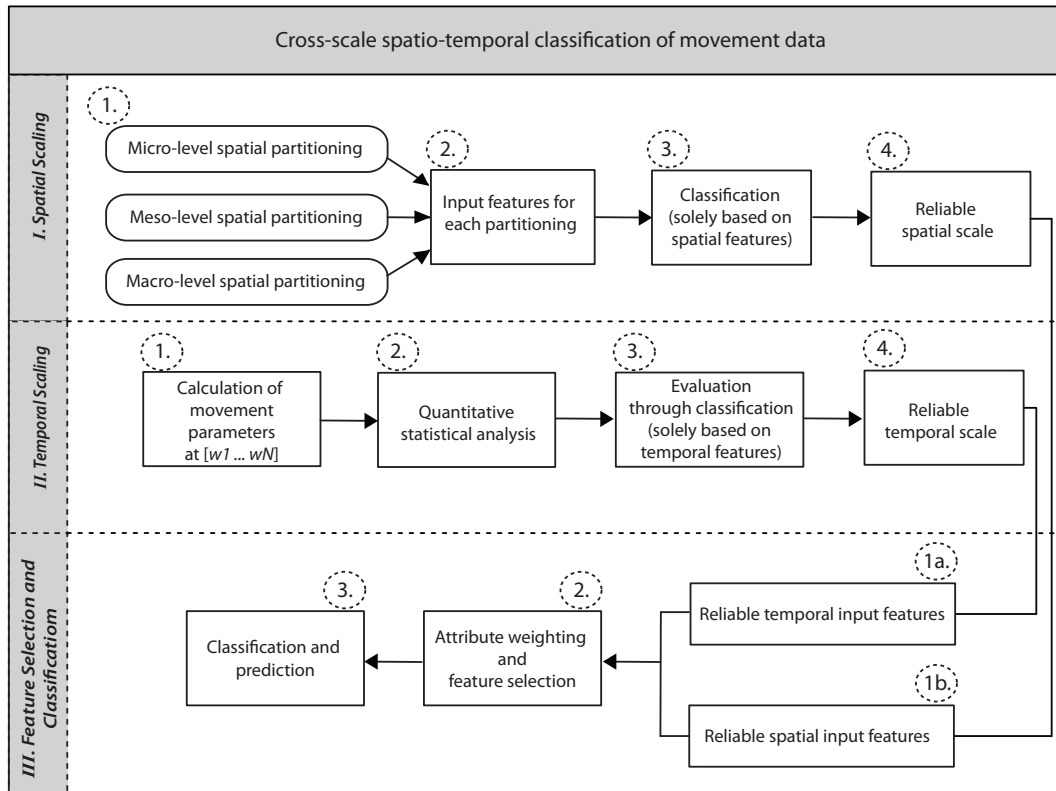 Cross-scale spatio-temporal classification of movement data
I. Spatial Scaling
1.
Micro-level spatial partitioning
Meso-level spatial partitioning
Macro-level spatial partitioning
2.
Input features for
each partitioning
3.
Classification
(solely based on
spatial features)
4.
Reliable
spatial scale
II. Temporal Scaling
1.
Calculation of
movement
parameters
at [w1 ... wN]
2.
Quantitative
statistical analysis
3.
Evaluation
through classification
(solely based on
temporal features)
4.
Reliable
temporal scale
III. Feature Selection and
Classificatiom
1a.
Reliable temporal input features
1b.
Reliable spatial input features
2.
Attribute weighting
and
feature selection
3.
Classification and
prediction